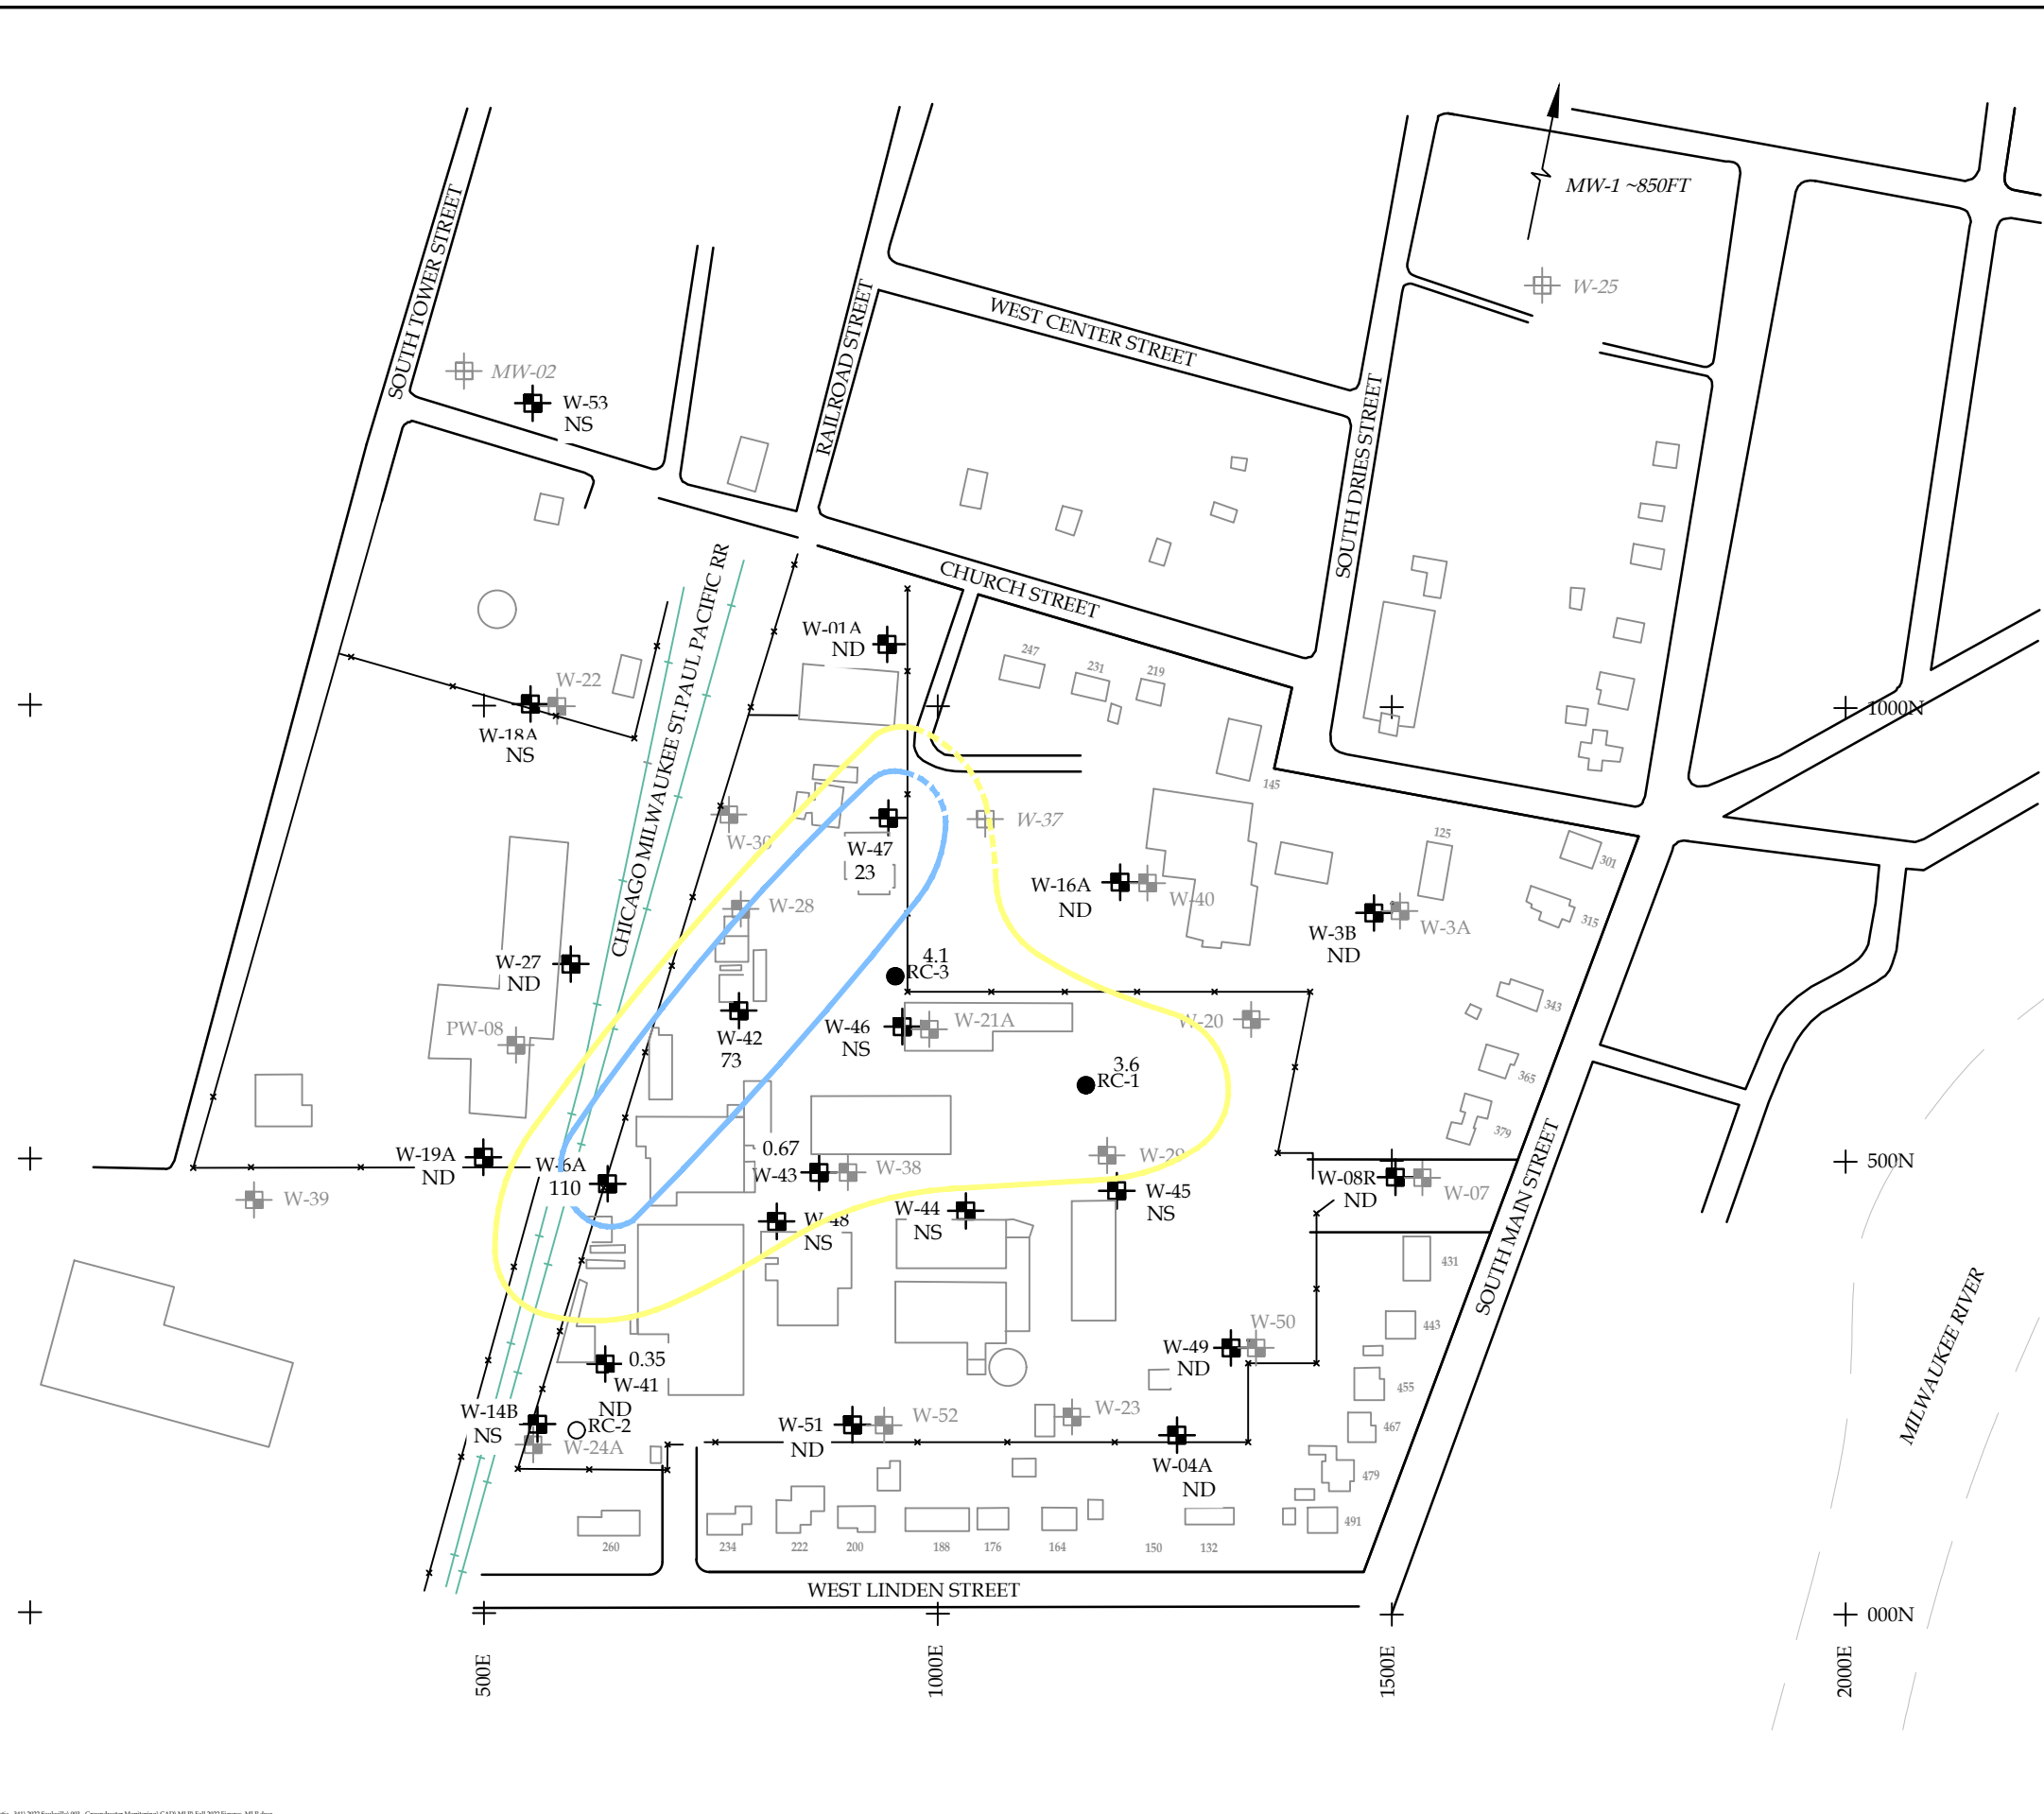 MW-1 ~850FT
SOUTH TOWER STREET
W-25
RAILROAD STREET
WEST CENTER STREET
MW-02
W-53
NS
SOUTH DRIES STREET
CHURCH STREET
CHICAGO MILWAUKEE ST.PAUL PACIFIC RR
W-01A
ND
247
231
219
W-22
W-18A
NS
1000N
145
W-30
W-37
W-47
23
125
301
W-16A
ND
W-40
W-28
W-3B
ND
W-3A
315
W-27
ND
4.1
RC-3
343
PW-08
W-42
73
W-46
NS
W-21A
W-20
3.6
RC-1
365
379
W-19A
ND
W-6A
110
0.67
W-43
W-38
W-29
500N
W-39
W-08R
ND
W-07
W-48
NS
W-44
NS
W-45
NS
SOUTH MAIN STREET
431
MILWAUKEE RIVER
443
W-50
W-49
ND
0.35
W-41
ND
455
W-14B
NS
RC-2
W-24A
W-51
ND
W-52
W-23
467
W-04A
ND
479
491
260
234
222
200
188
176
164
150
132
WEST LINDEN STREET
000N
500E
1000E
1500E
2000E